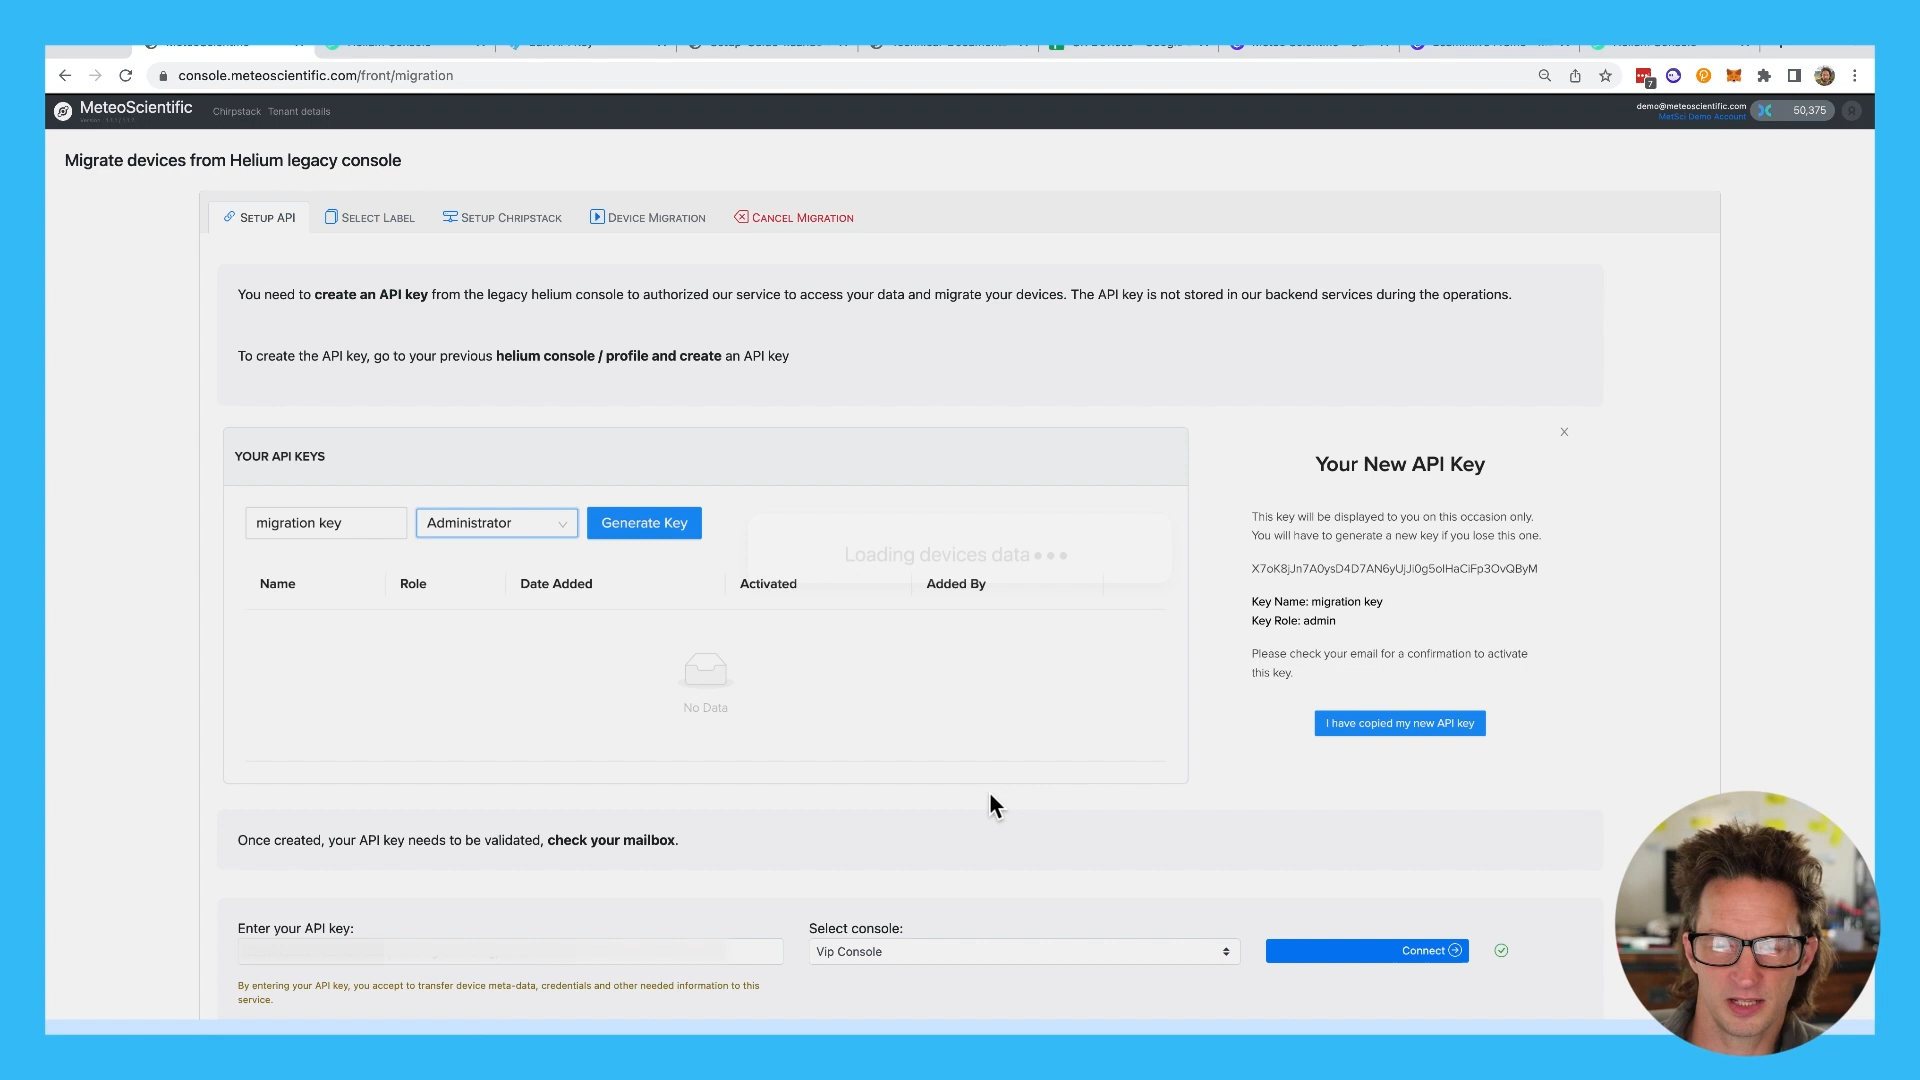 console.meteoscientific.com/front/migration
7
MeteoScientific
Chirpstack Tenant details
demo@meteoscientific.com
MetSci Demo Account
50,375
Migrate devices from Helium legacy console
SETUP API
SELECT LABEL
SETUP CHRIPSTACK
DEVICE MIGRATION
CANCEL MIGRATION
You need to create an API key from the legacy helium console to authorized our service to access your data and migrate your devices. The API key is not stored in our backend services during the operations.
To create the API key, go to your previous helium console / profile and create an API key
YOUR API KEYS
migration key
Administrator
Generate Key
Loading devices data
Name Role Date Added Activated Added By
No Data
X
Your New API Key
This key will be displayed to you on this occasion only.
You will have to generate a new key if you lose this one.
X7oK8jJn7A0ysD4D7AN6yUjJi0g5olHaCiFp3OvQByM
Key Name: migration key
Key Role: admin
Please check your email for a confirmation to activate
this key.
I have copied my new API key
Once created, your API key needs to be validated, check your mailbox.
Enter your API key:
Select console:
Vip Console
Connect
By entering your API key, you accept to transfer device meta-data, credentials and other needed information to this
service.